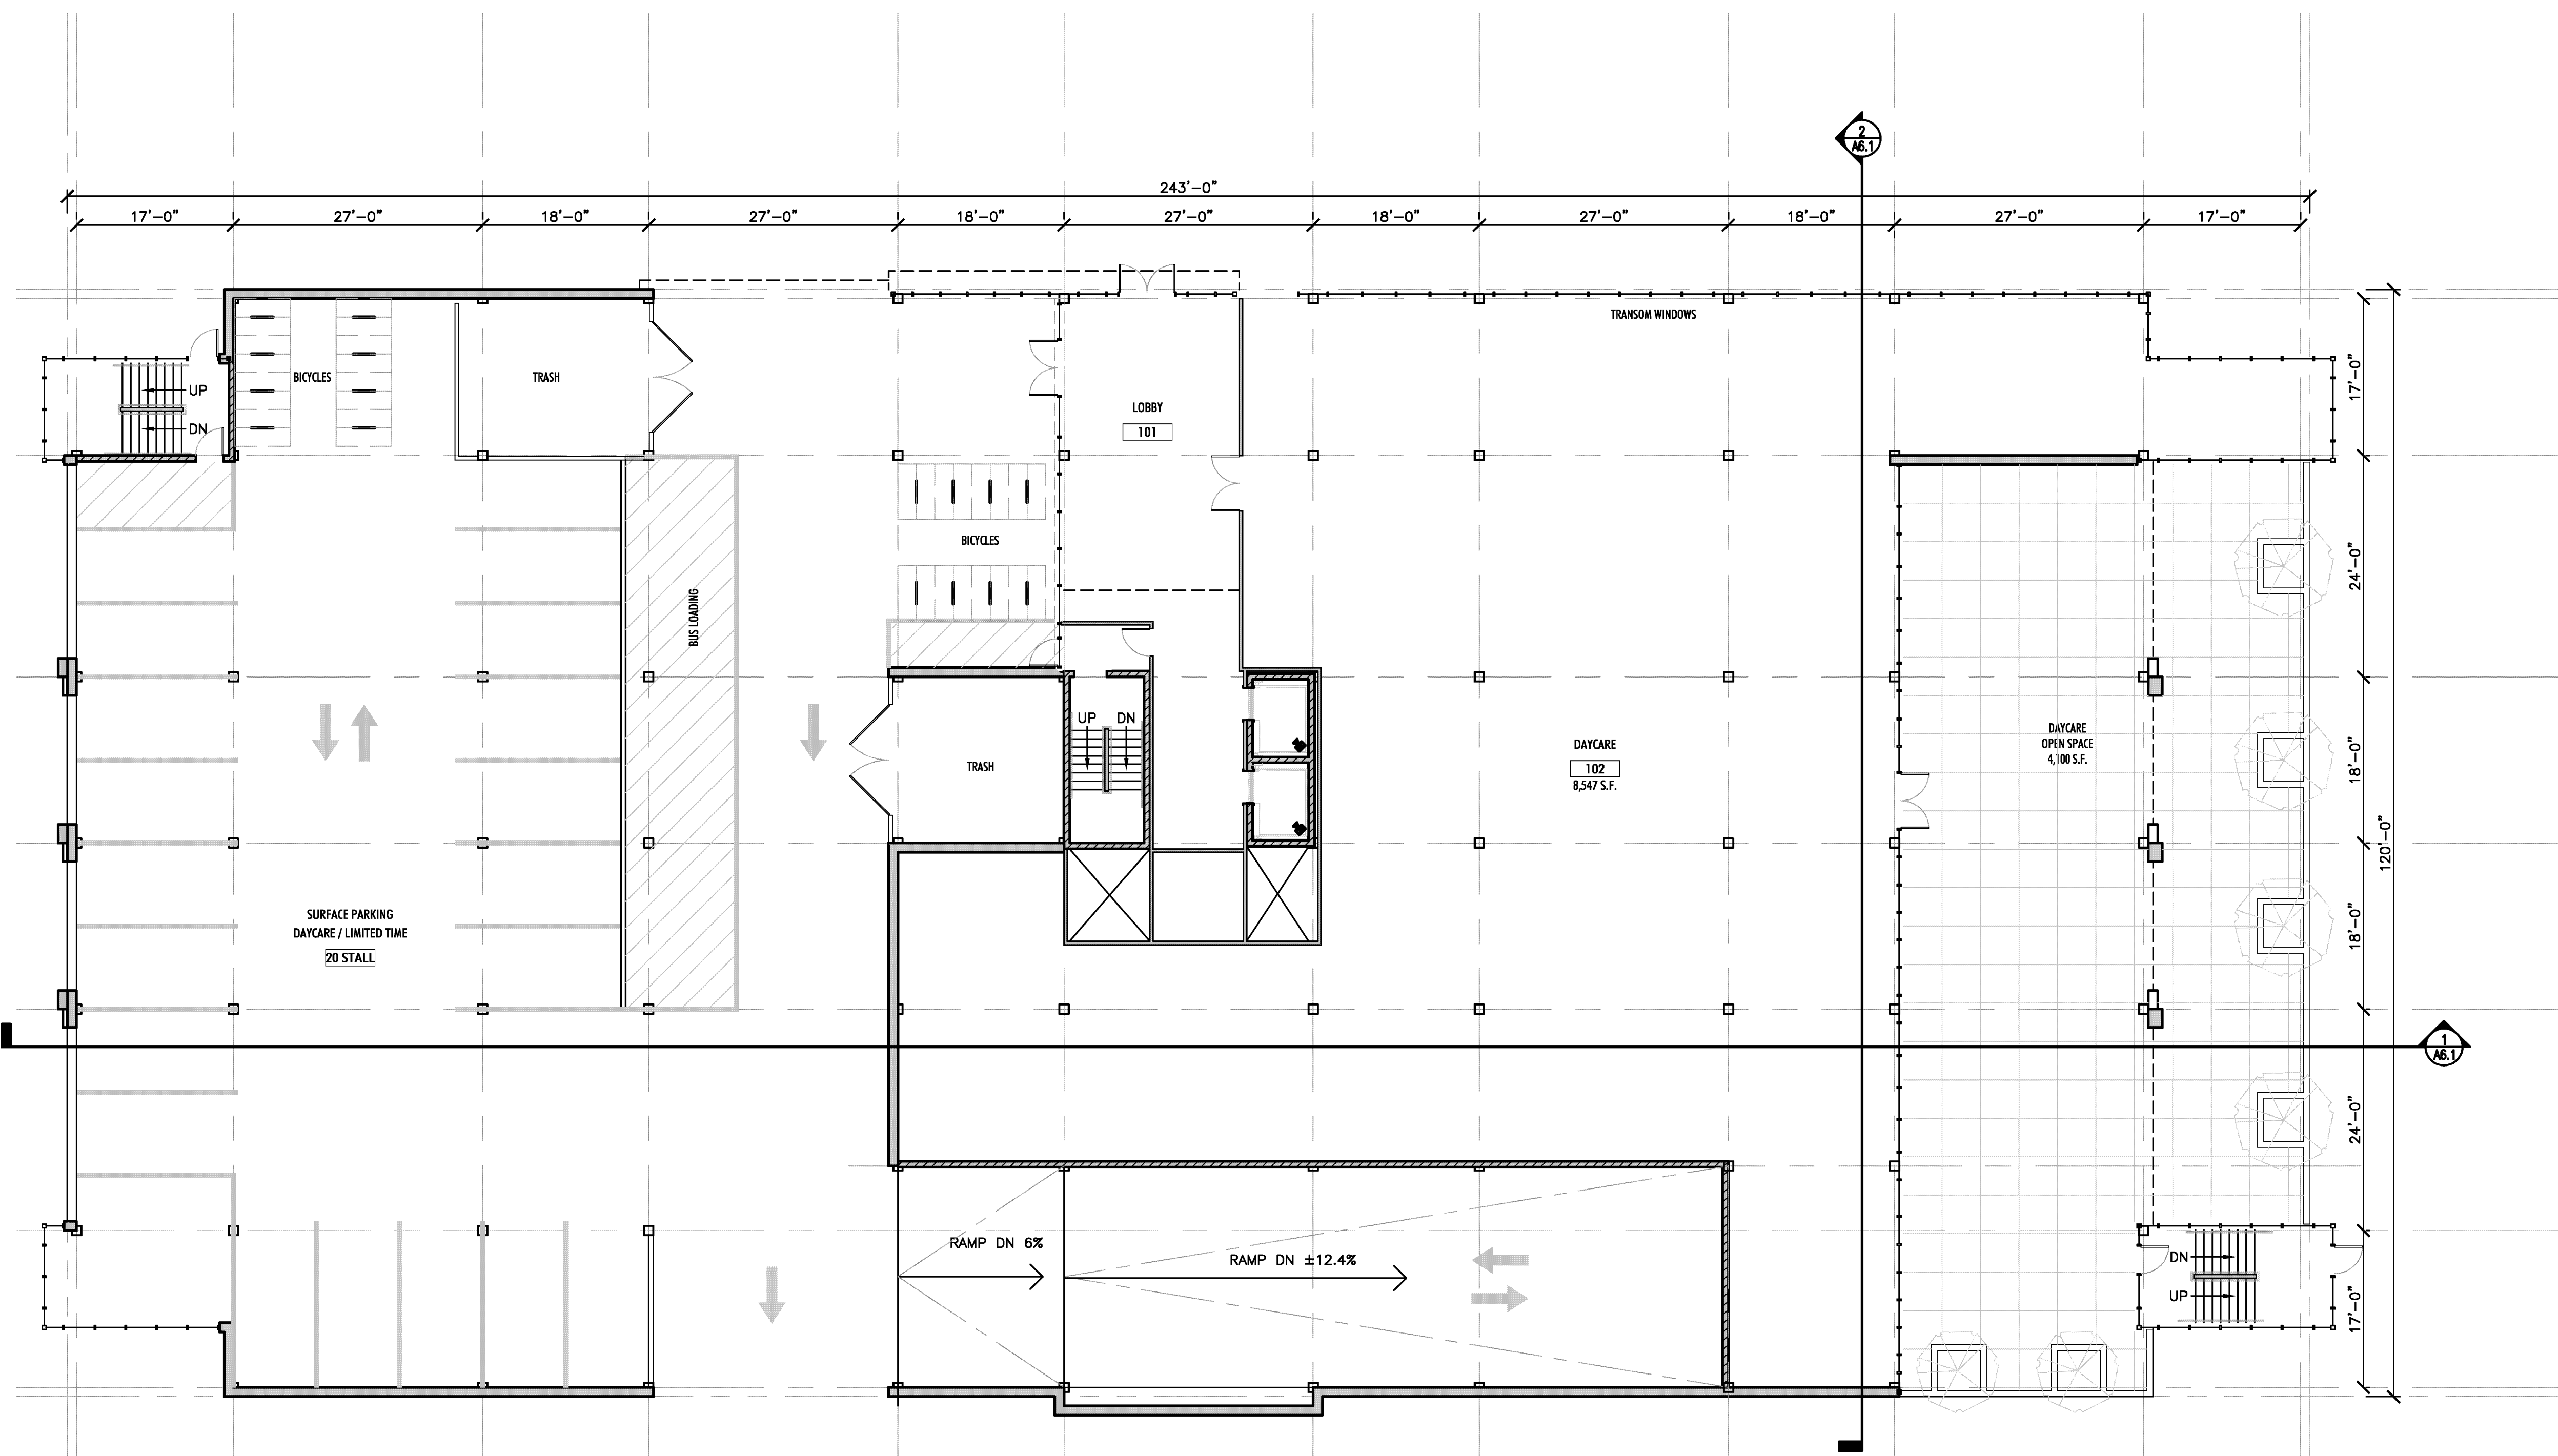 2
A6.1
243'-0"
17'-0"
27'-0"
18'-0"
27'-0"
18'-0"
27'-0"
18'-0"
27'-0"
18'-0"
27'-0"
17'-0"
TRANSOM WINDOWS
UP
DN
BICYCLES
TRASH
LOBBY
101
17'-0"
BICYCLES
24'-0"
BUS LOADING
UP
DN
TRASH
DAYCARE
102
8,547 S.F.
DAYCARE
OPEN SPACE
4,100 S.F.
18'-0"
120'-0"
SURFACE PARKING
DAYCARE / LIMITED TIME
20 STALL
18'-0"
1
A6.1
24'-0"
RAMP DN 6%
RAMP DN ±12.4%
DN
UP
17'-0"